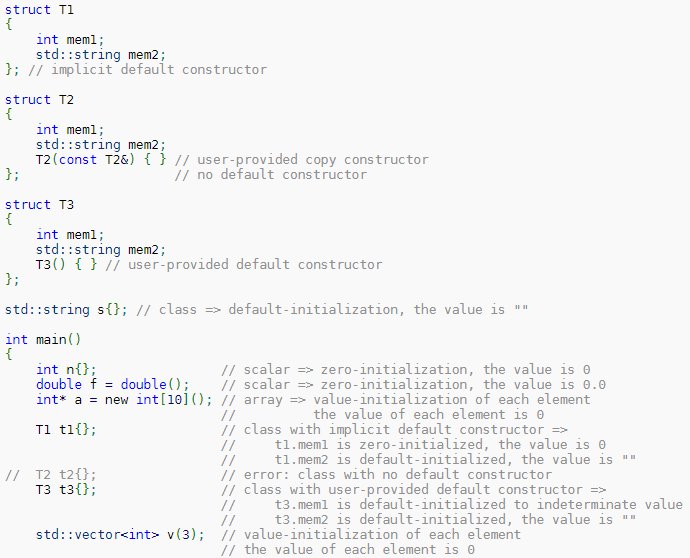 struct T1
{
    int mem1;
    std::string mem2;
}; // implicit default constructor

struct T2
{
    int mem1;
    std::string mem2;
    T2(const T2&) { } // user-provided copy constructor
};                    // no default constructor

struct T3
{
    int mem1;
    std::string mem2;
    T3() { } // user-provided default constructor
};

std::string s{}; // class => default-initialization, the value is ""

int main()
{
    int n{};                // scalar => zero-initialization, the value is 0
    double f = double();    // scalar => zero-initialization, the value is 0.0
    int* a = new int[10](); // array => value-initialization of each element
                            //          the value of each element is 0
    T1 t1{};                // class with implicit default constructor =>
                            //     t1.mem1 is zero-initialized, the value is 0
                            //     t1.mem2 is default-initialized, the value is ""
//  T2 t2{};                // error: class with no default constructor
    T3 t3{};                // class with user-provided default constructor =>
                            //     t3.mem1 is default-initialized to indeterminate value
                            //     t3.mem2 is default-initialized, the value is ""
    std::vector<int> v(3);  // value-initialization of each element
                            // the value of each element is 0